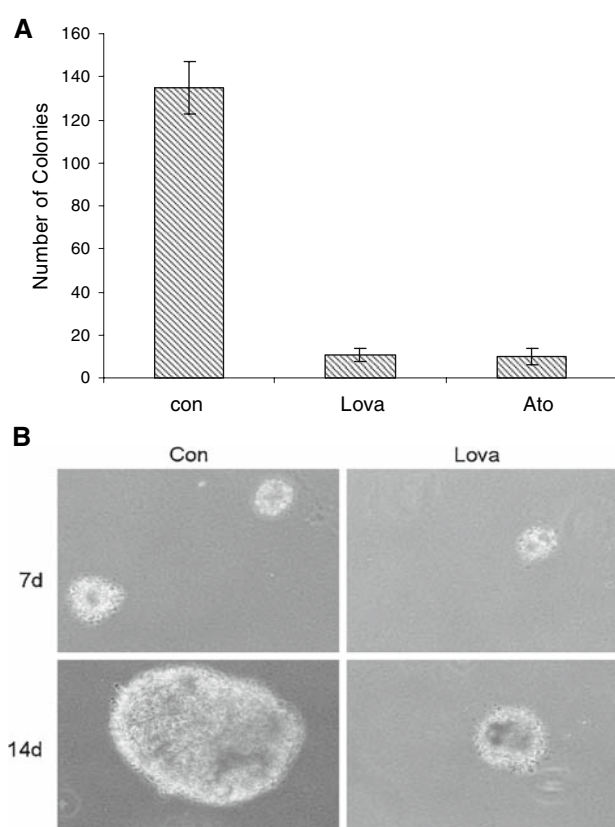 A
160
140
120
100
80
60
40
20
0
Number of Colonies
con Lova Ato
B
Con Lova
7d
14d